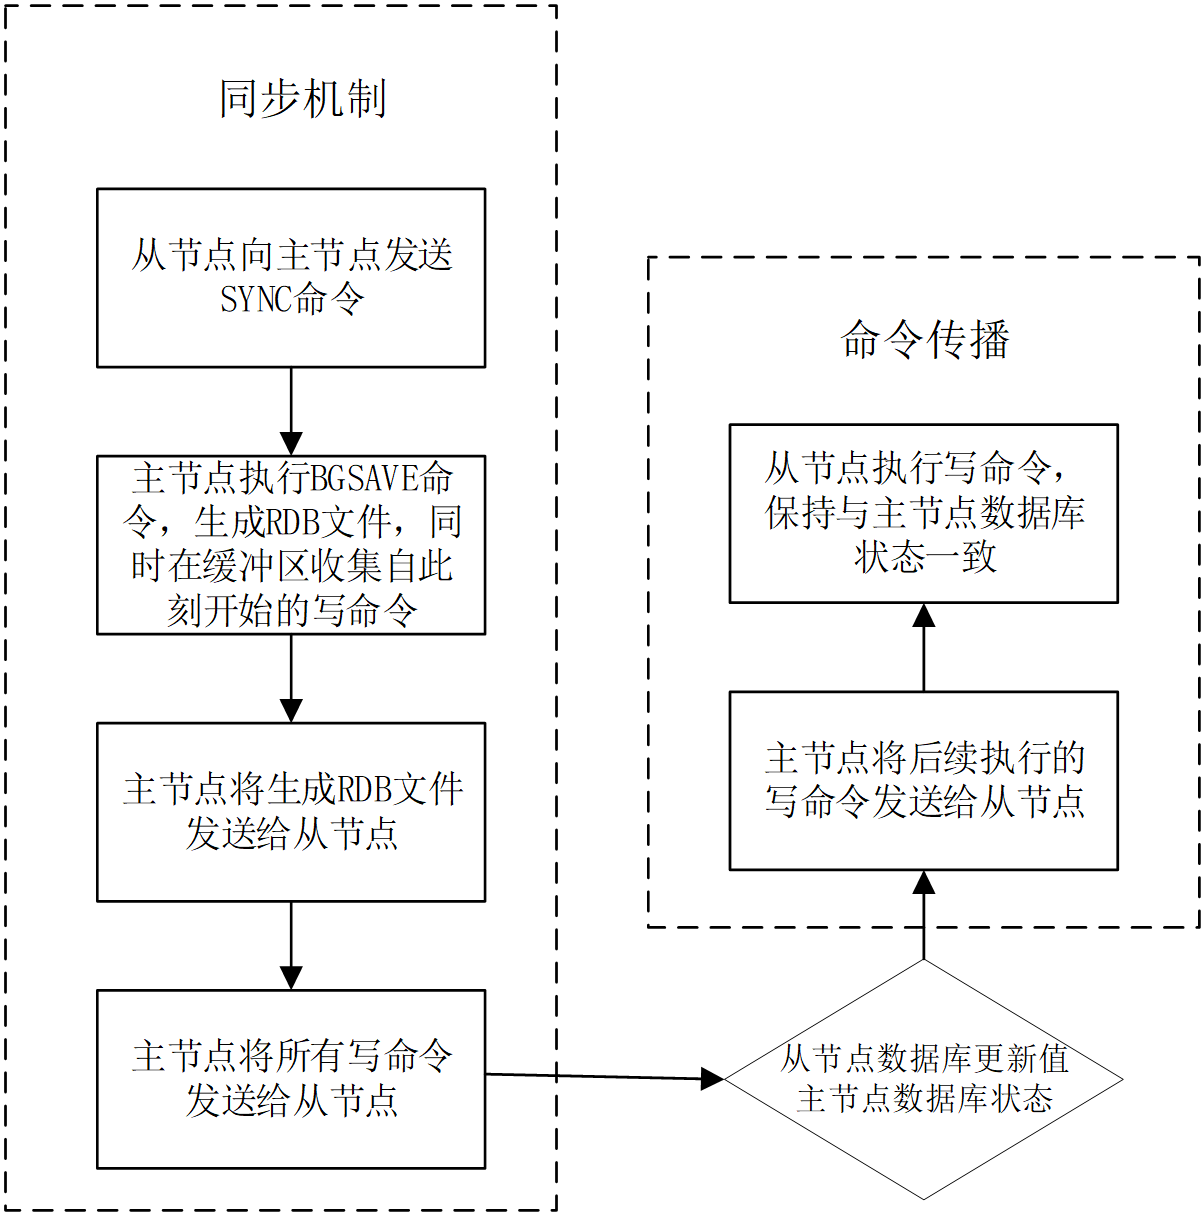 同步机制
从节点向主节点发送
SYNC命令
主节点执行BGSAVE命
令，生成RDB文件，同
时在缓冲区收集自此
刻开始的写命令
主节点将生成RDB文件
发送给从节点
主节点将所有写命令
发送给从节点
命令传播
从节点执行写命令，
保持与主节点数据库
状态一致
主节点将后续执行的
写命令发送给从节点
从节点数据库更新值
主节点数据库状态